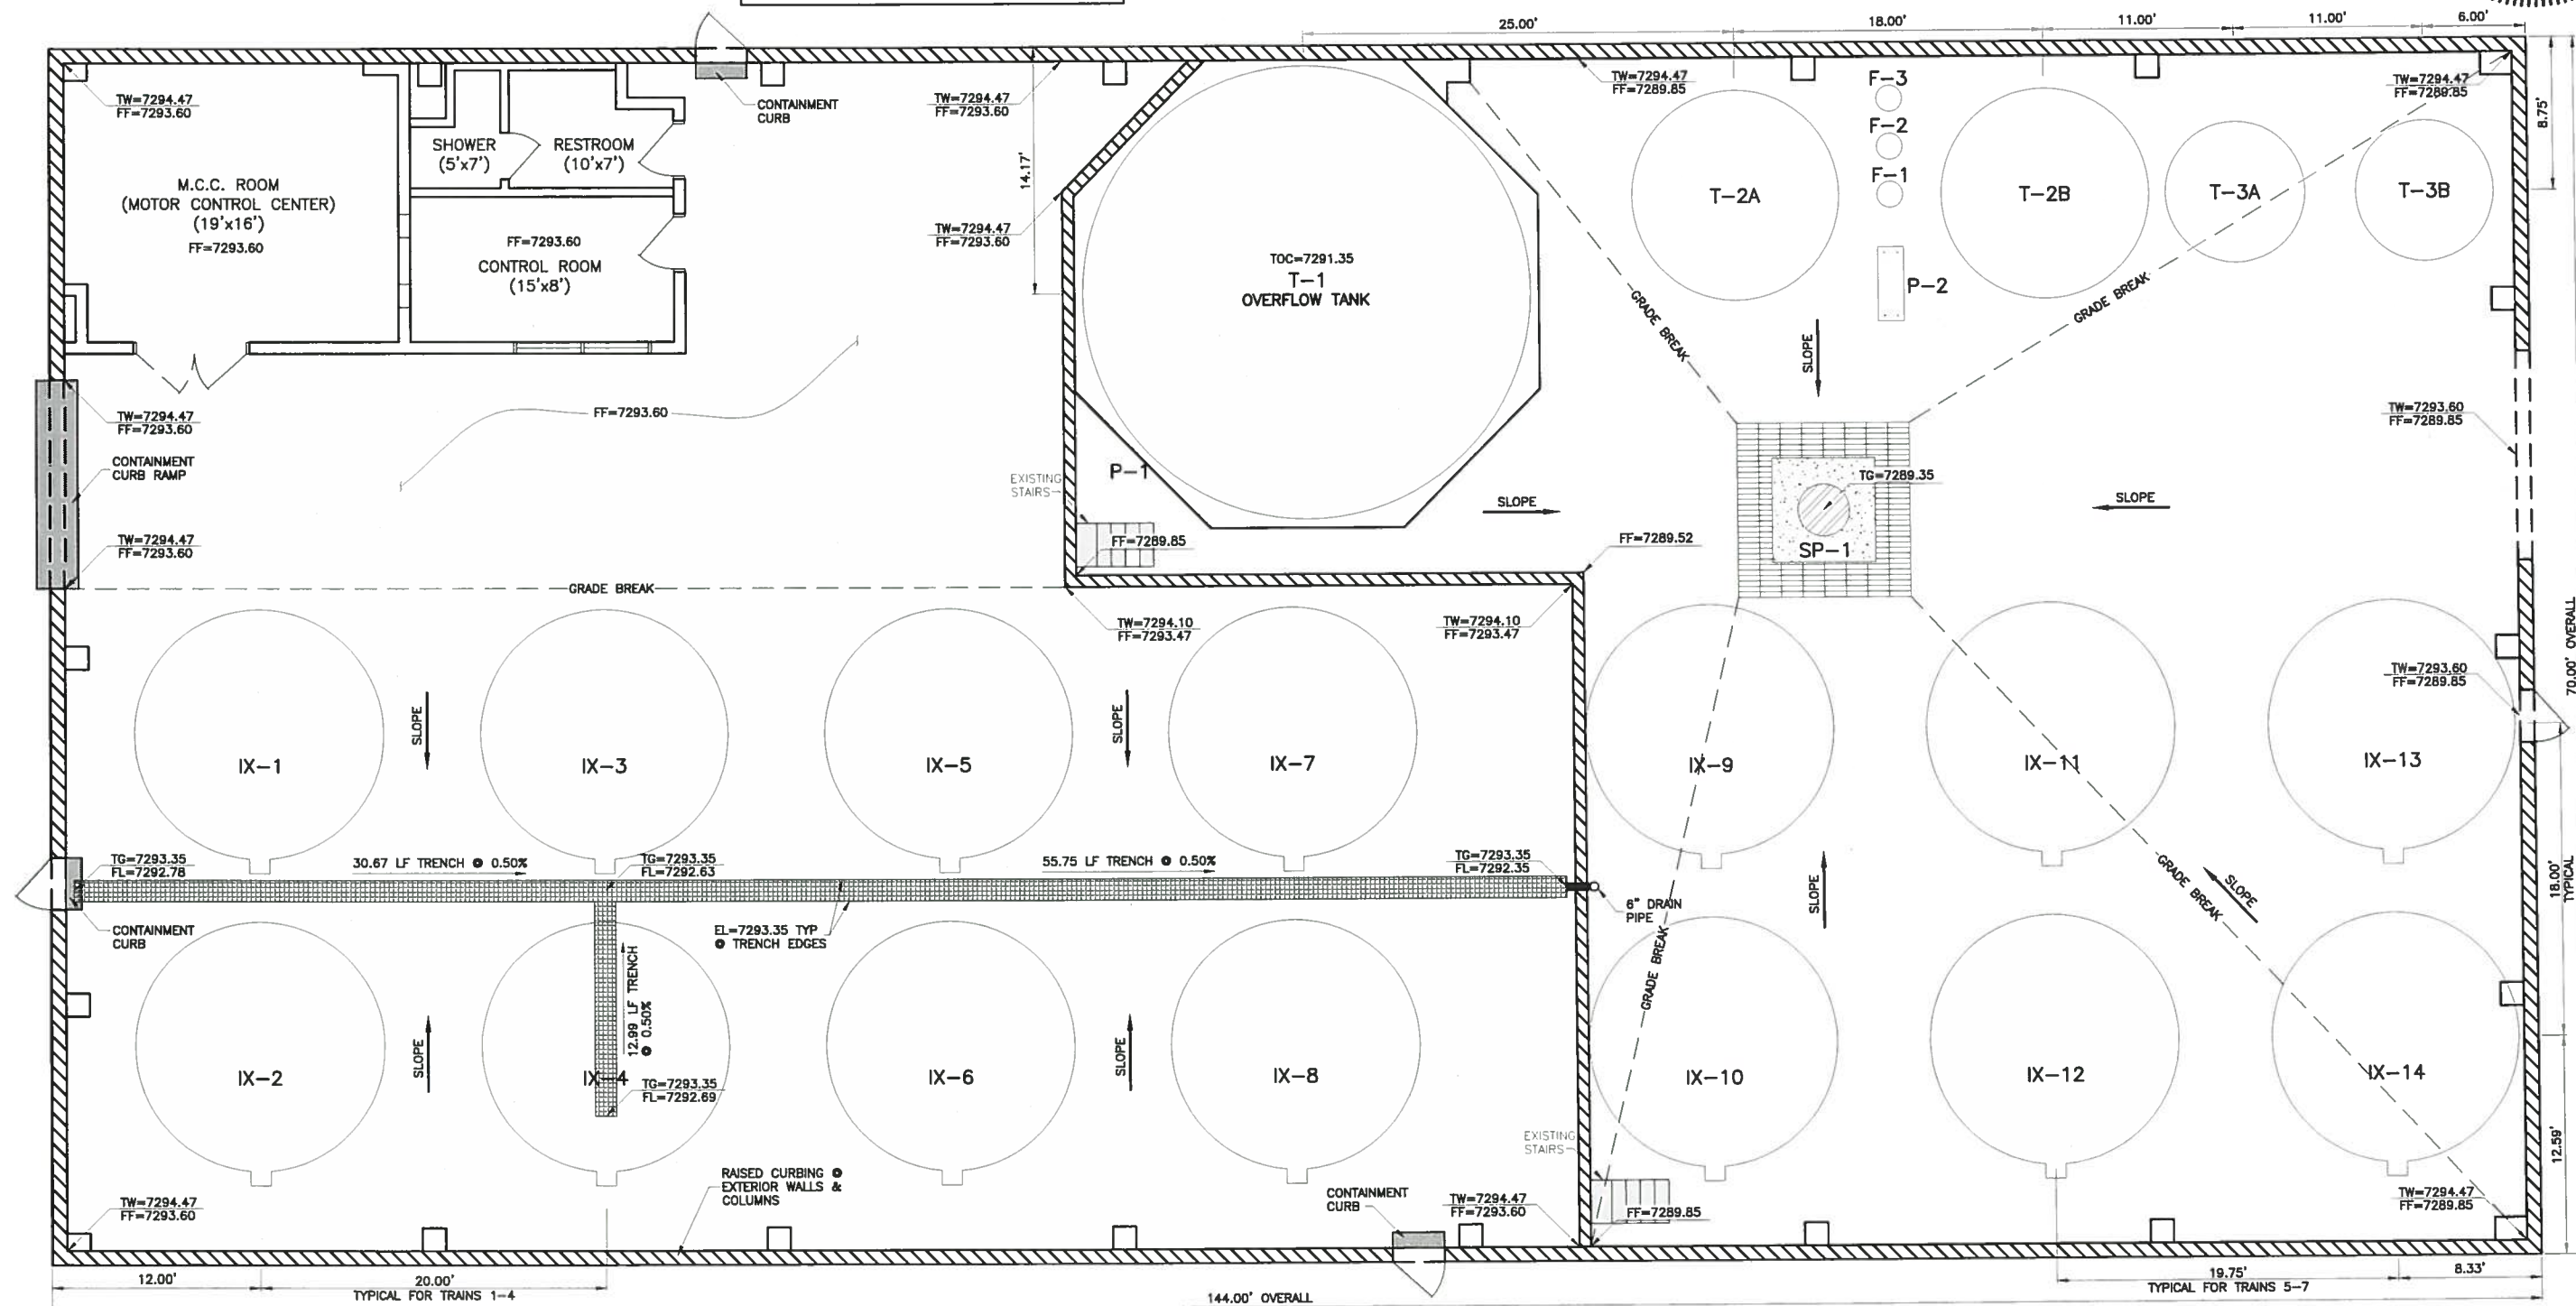 25.00'
18.00'
11.00'
11.00'
6.00'
TW=7294.47
FF=7293.60
SHOWER
(5'x7')
RESTROOM
(10'x7')
CONTAINMENT
CURB
TW=7294.47
FF=7293.60
M.C.C. ROOM
(MOTOR CONTROL CENTER)
(19'x16')
FF=7293.60
FF=7293.60
CONTROL ROOM
(15'x8')
14.17'
TW=7294.47
FF=7293.60
TOC=7291.35
T-1
OVERFLOW TANK
TW=7294.47
FF=7289.85
F-3
F-2
F-1
T-2A
T-2B
T-3A
T-3B
P-2
TW=7294.47
FF=7289.85
8.75'
GRADE BREAK
GRADE BREAK
SLOPE
TW=7294.47
FF=7293.60
FF=7293.60
CONTAINMENT
CURB RAMP
TW=7294.47
FF=7293.60
EXISTING
STAIRS
P-1
FF=7289.85
SLOPE
FF=7289.52
TG=7289.35
SP-1
SLOPE
TW=7293.60
FF=7289.85
GRADE BREAK
TW=7294.10
FF=7293.47
TW=7294.10
FF=7293.47
70.00' OVERALL
TW=7293.60
FF=7289.85
SLOPE
SLOPE
IX-1
IX-3
IX-5
IX-7
IX-9
IX-11
IX-13
TG=7293.35
FL=7292.78
30.67 LF TRENCH @ 0.50%
TG=7293.35
FL=7292.63
55.75 LF TRENCH @ 0.50%
TG=7293.35
FL=7292.35
CONTAINMENT
CURB
EL=7293.35 TYP
@ TRENCH EDGES
6" DRAIN
PIPE
SLOPE
GRADE BREAK
SLOPE
18.00'
TYPICAL
12.99 LF TRENCH
@ 0.50%
SLOPE
SLOPE
GRADE BREAK
IX-2
IX-4
IX-6
IX-8
IX-10
IX-12
IX-14
TG=7293.35
FL=7292.69
EXISTING
STAIRS
12.59'
TW=7294.47
FF=7293.60
RAISED CURBING @
EXTERIOR WALLS &
COLUMNS
CONTAINMENT
CURB
TW=7294.47
FF=7293.60
FF=7289.85
TW=7294.47
FF=7289.85
12.00'
20.00'
TYPICAL FOR TRAINS 1-4
144.00' OVERALL
19.75'
TYPICAL FOR TRAINS 5-7
8.33'